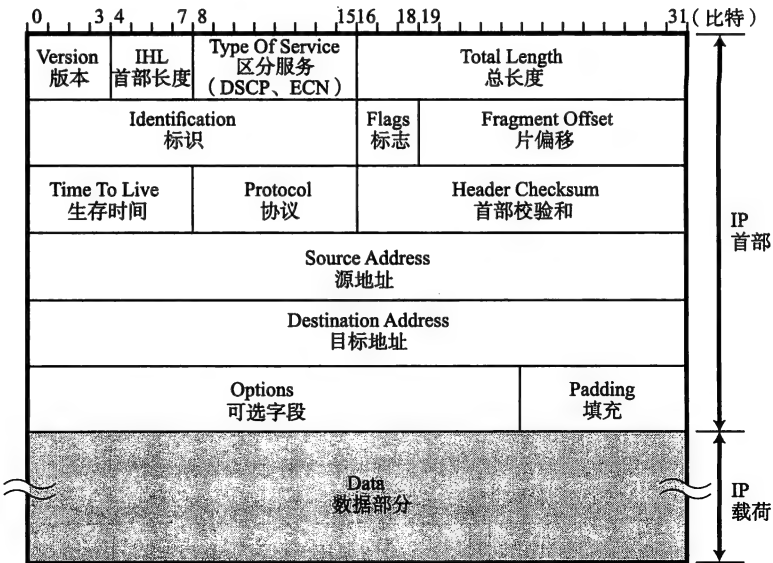 0 3 4 7 8 15 16 18 19 31 (比特)
Version IHL Type Of Service Total Length
版本 首部长度 区分服务 总长度
(DSCP、ECN)
Identification Flags Fragment Offset
标识 标志 片偏移
Time To Live Protocol Header Checksum
生存时间 协议 首部校验和
IP
首部
Source Address
源地址
Destination Address
目标地址
Options Padding
可选字段 填充
Data
数据部分
IP
载荷